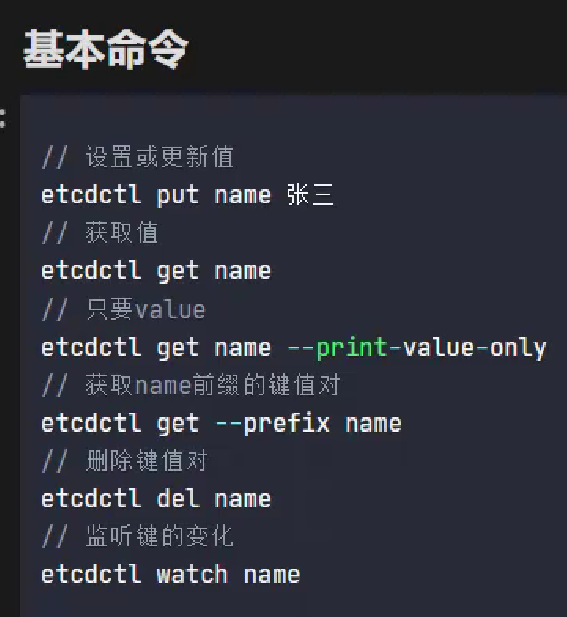 基本命令
// 设置或更新值
etcdctl put name 张三
// 获取值
etcdctl get name
// 只要value
etcdctl get name --print-value-only
// 获取name前缀的键值对
etcdctl get --prefix name
// 删除键值对
etcdctl del name
// 监听键的变化
etcdctl watch name